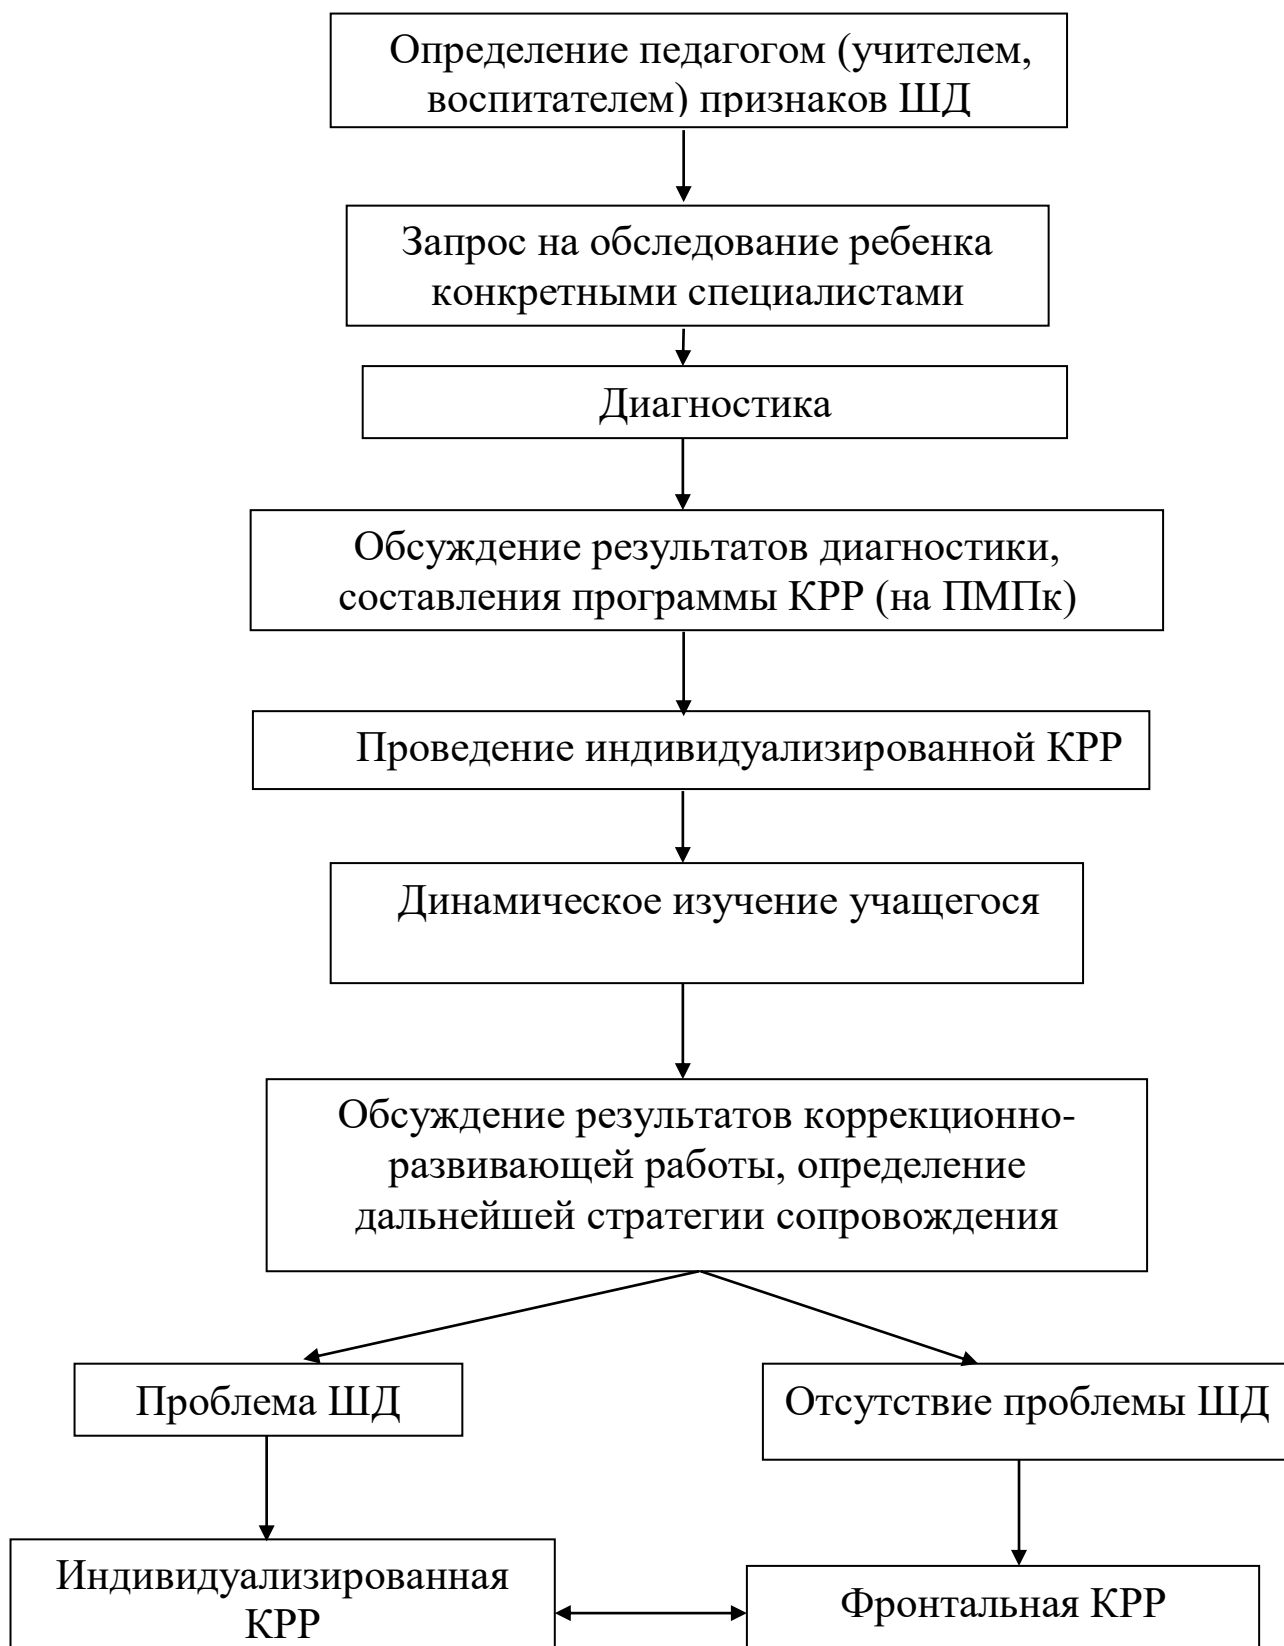 Определение педагогом (учителем,
воспитателем) признаков ШД
Запрос на обследование ребенка
конкретными специалистами
Диагностика
Обсуждение результатов диагностики,
составления программы КРР (на ПМПк)
Проведение индивидуализированной КРР
Динамическое изучение учащегося
Обсуждение результатов коррекционно-
развивающей работы, определение
дальнейшей стратегии сопровождения
Проблема ШД
Отсутствие проблемы ШД
Индивидуализированная
КРР
Фронтальная КРР